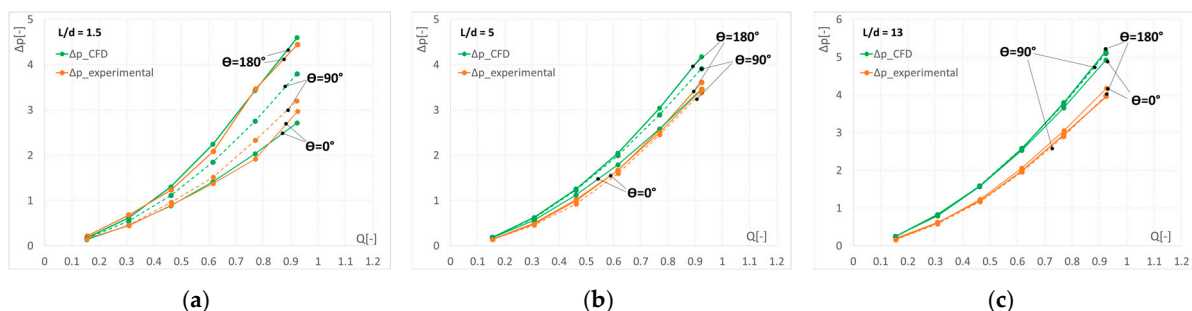 Δp[-]
L/d = 1.5
Δp_CFD
Δp_experimental
Ɵ=180°
Ɵ=90°
Ɵ=0°
Q[-]
5
4
3
2
1
0
0 0.1 0.2 0.3 0.4 0.5 0.6 0.7 0.8 0.9 1 1.1 1.2
(a)
Δp[-]
L/d = 5
Δp_CFD
Δp_experimental
Ɵ=180°
Ɵ=90°
Ɵ=0°
Q[-]
5
4
3
2
1
0
0 0.1 0.2 0.3 0.4 0.5 0.6 0.7 0.8 0.9 1 1.1 1.2
(b)
Δp[-]
L/d = 13
Δp_CFD
Δp_experimental
Ɵ=90°
Ɵ=180°
Ɵ=0°
Q[-]
6
5
4
3
2
1
0
0 0.1 0.2 0.3 0.4 0.5 0.6 0.7 0.8 0.9 1 1.1 1.2
(c)